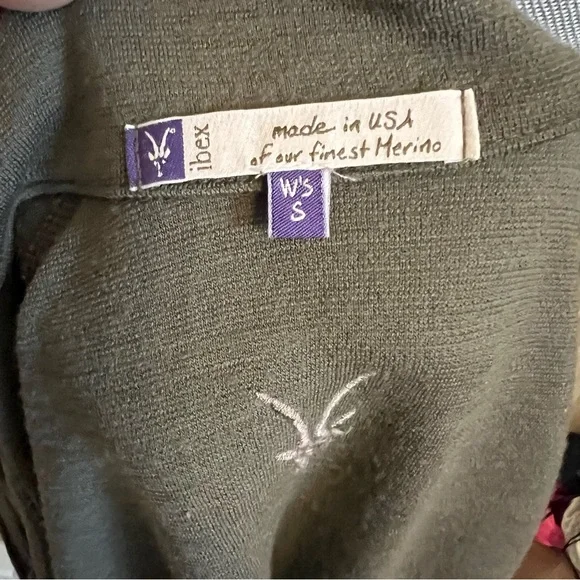 ibex
made in USA
of our finest Merino
W's
S